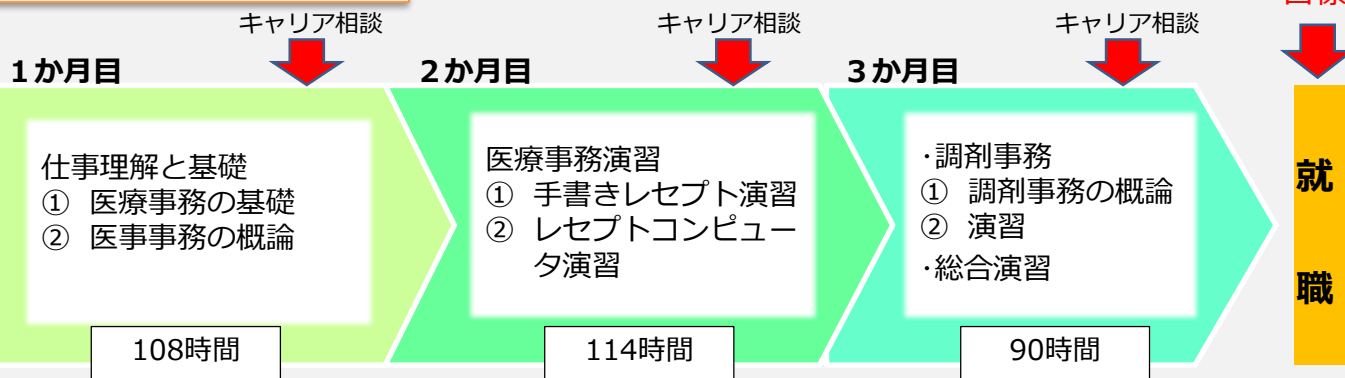 キャリア相談
キャリア相談
キャリア相談
1か月目
2か月目
3か月目
仕事理解と基礎
① 医療事務の基礎
② 医事事務の概論
医療事務演習
① 手書きレセプト演習
② レセプトコンピュー
タ演習
・調剤事務
① 調剤事務の概論
② 演習
・総合演習
就
職
108時間
114時間
90時間